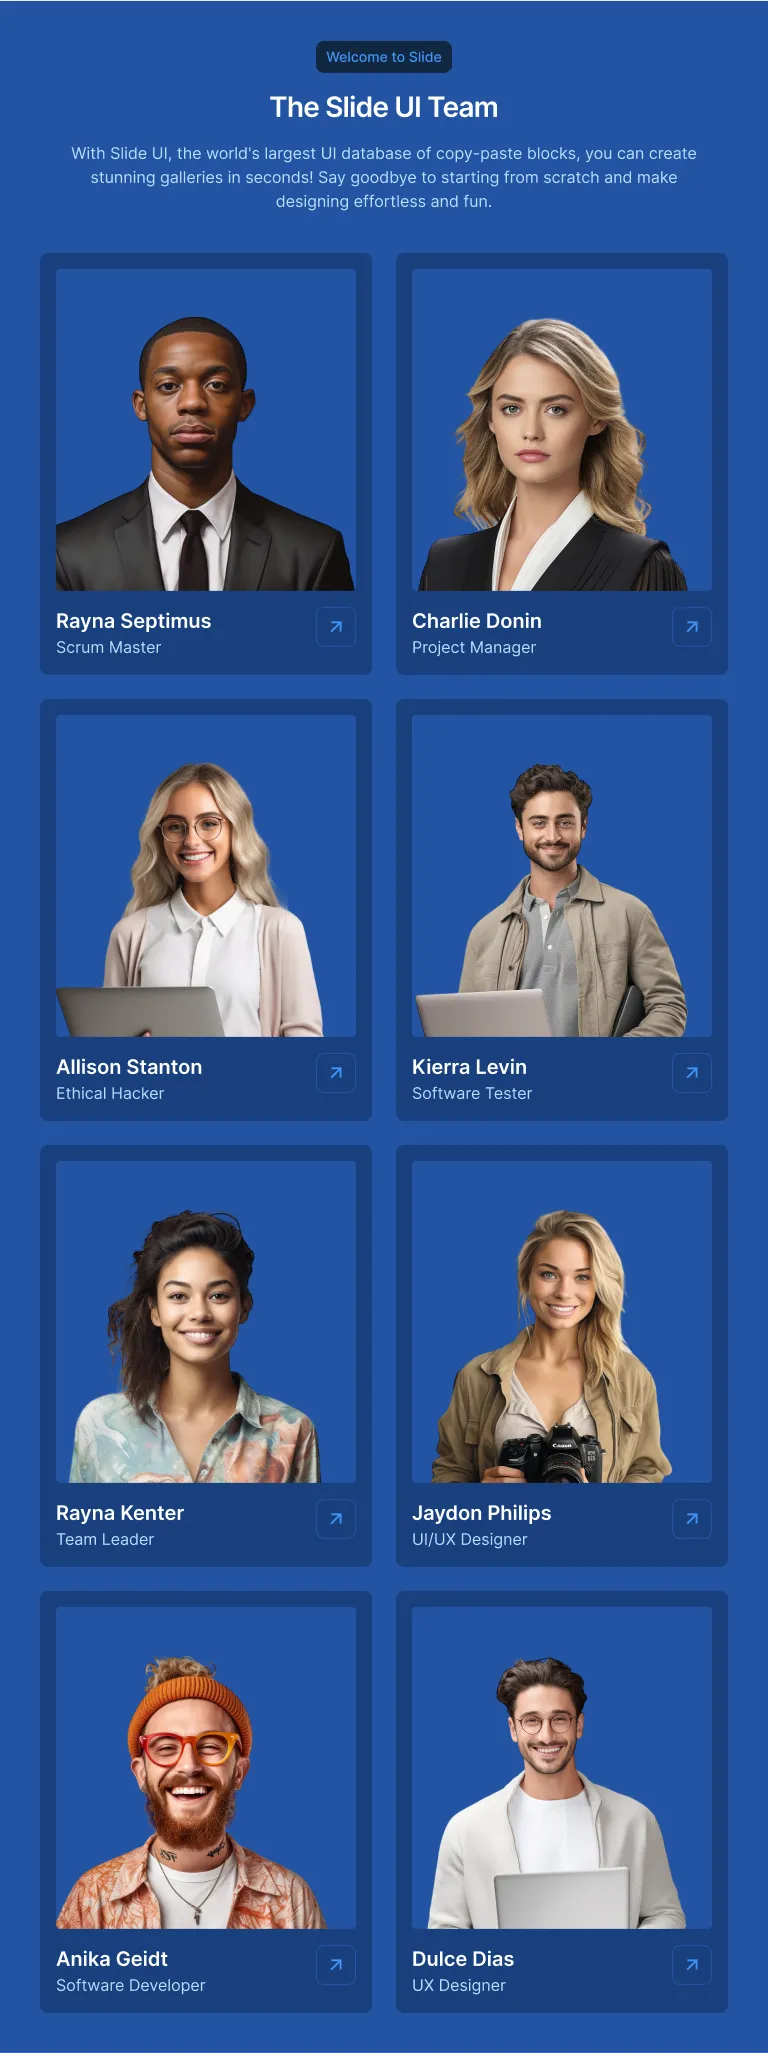 Welcome to Slide
The Slide UI Team
With Slide UI, the world's largest UI database of copy-paste blocks, you can create
stunning galleries in seconds! Say goodbye to starting from scratch and make
designing effortless and fun.
Rayna Septimus
Scrum Master
Charlie Donin
Project Manager
Allison Stanton
Ethical Hacker
Kierra Levin
Software Tester
Canon
Rayna Kenter
Team Leader
Jaydon Philips
UI/UX Designer
Anika Geidt
Software Developer
Dulce Dias
UX Designer